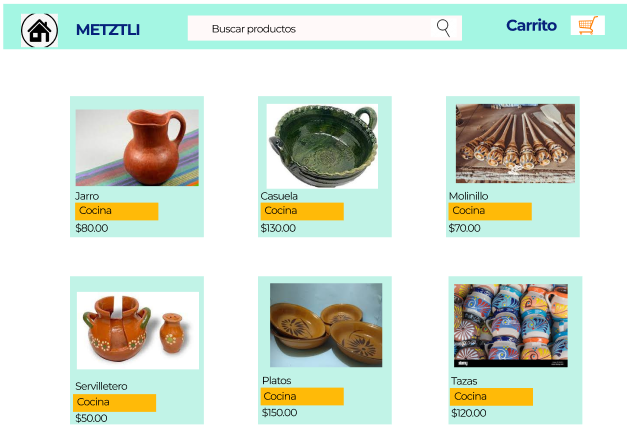 METZTLI
Buscar productos
Carrito
Jarro
Cocina
$80.00
Casuela
Cocina
$130.00
Molinillo
Cocina
$70.00
Servilletero
Cocina
$50.00
Platos
Cocina
$150.00
Tazas
Cocina
$120.00